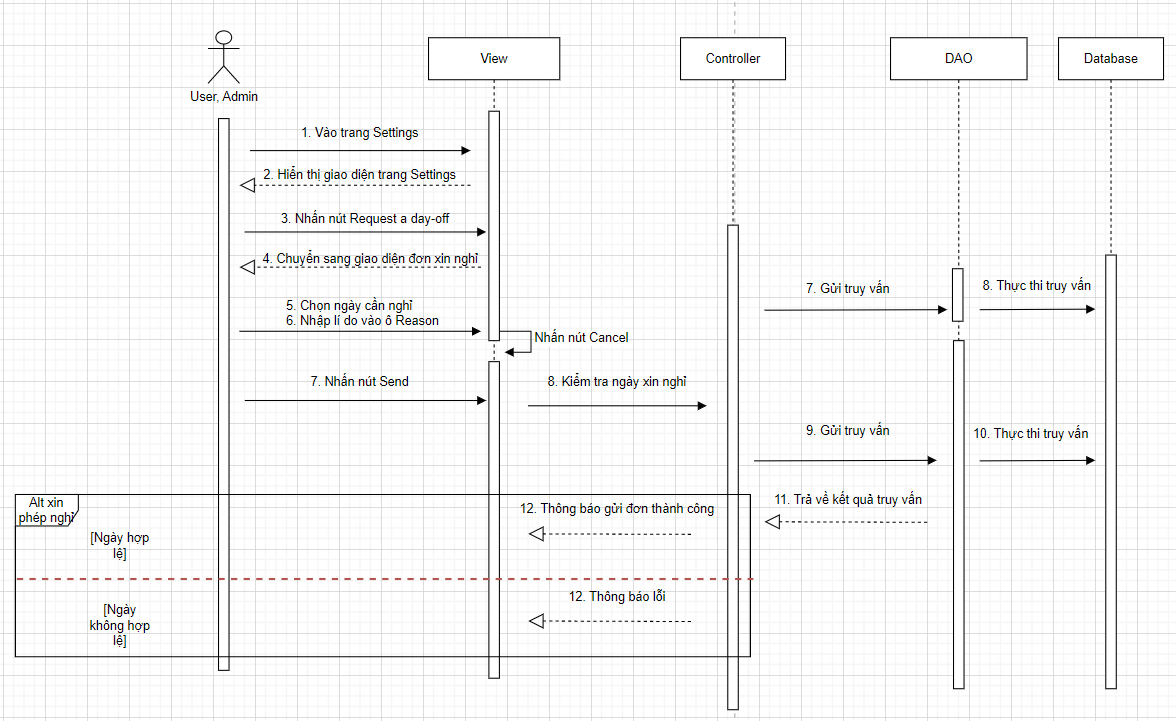 View
Controller
DAO
Database
User, Admin
1. Vào trang Settings
2. Hiển thị giao diện trang Settings
3. Nhấn nút Request a day-off
4. Chuyển sang giao diện đơn xin nghỉ
7. Gửi truy vấn
8. Thực thi truy vấn
5. Chọn ngày cần nghỉ
6. Nhập lí do vào ô Reason
Nhấn nút Cancel
7. Nhấn nút Send
8. Kiểm tra ngày xin nghỉ
9. Gửi truy vấn
10. Thực thi truy vấn
Alt xin
phép nghỉ
12. Thông báo gửi đơn thành công
11. Trả về kết quả truy vấn
[Ngày hợp
lệ]
12. Thông báo lỗi
[Ngày
không hợp
lệ]